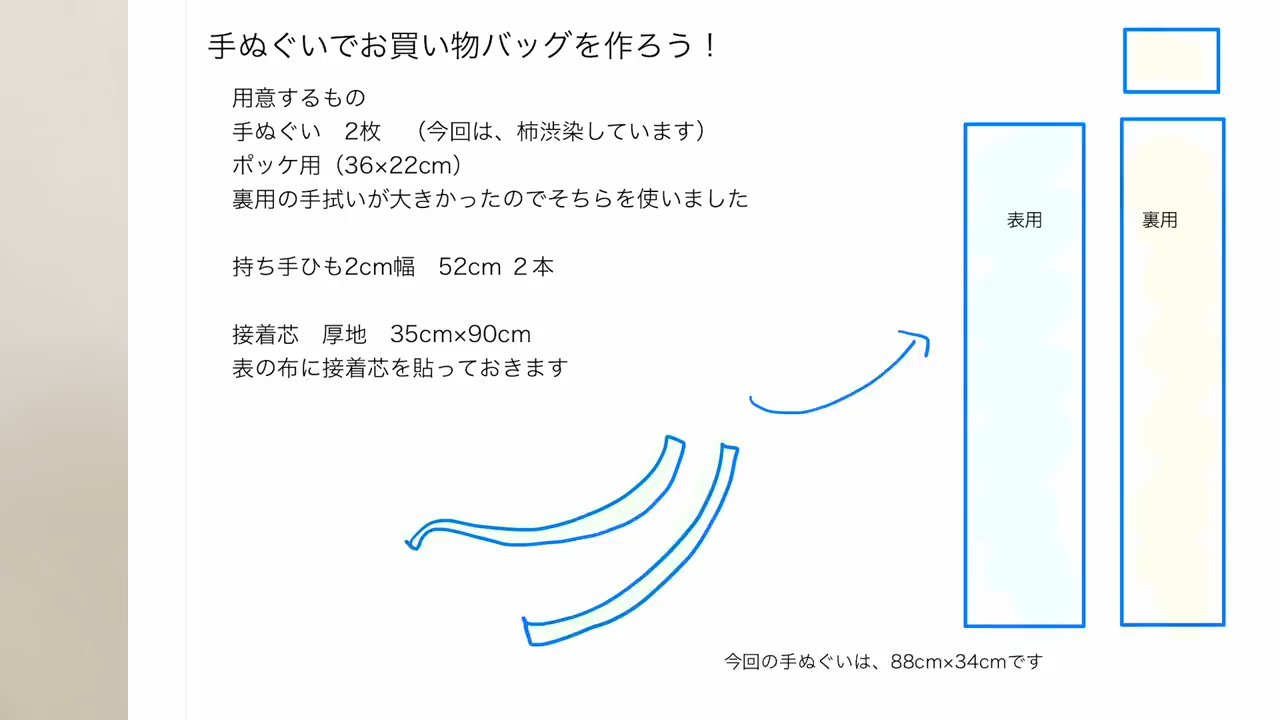 手ぬぐいでお買い物バッグを作ろう！
用意するもの
手ぬぐい　2枚　（今回は、柿渋染しています）
ポッケ用（36×22cm）
裏用の手拭いが大きかったのでそちらを使いました
持ち手ひも2cm幅　52cm ２本
接着芯　厚地　35cm×90cm
表の布に接着芯を貼っておきます
表用
裏用
今回の手ぬぐいは、88cm×34cmです